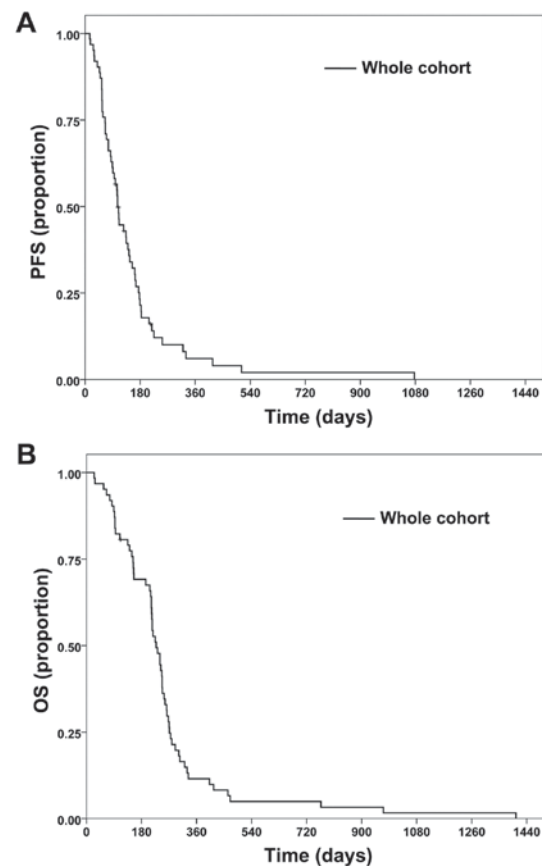 A
1.00
0.75
0.50
0.25
0.00
PFS (proportion)
Whole cohort
0 180 360 540 720 900 1080 1260 1440
Time (days)
B
1.00
0.75
0.50
0.25
0.00
OS (proportion)
Whole cohort
0 180 360 540 720 900 1080 1260 1440
Time (days)